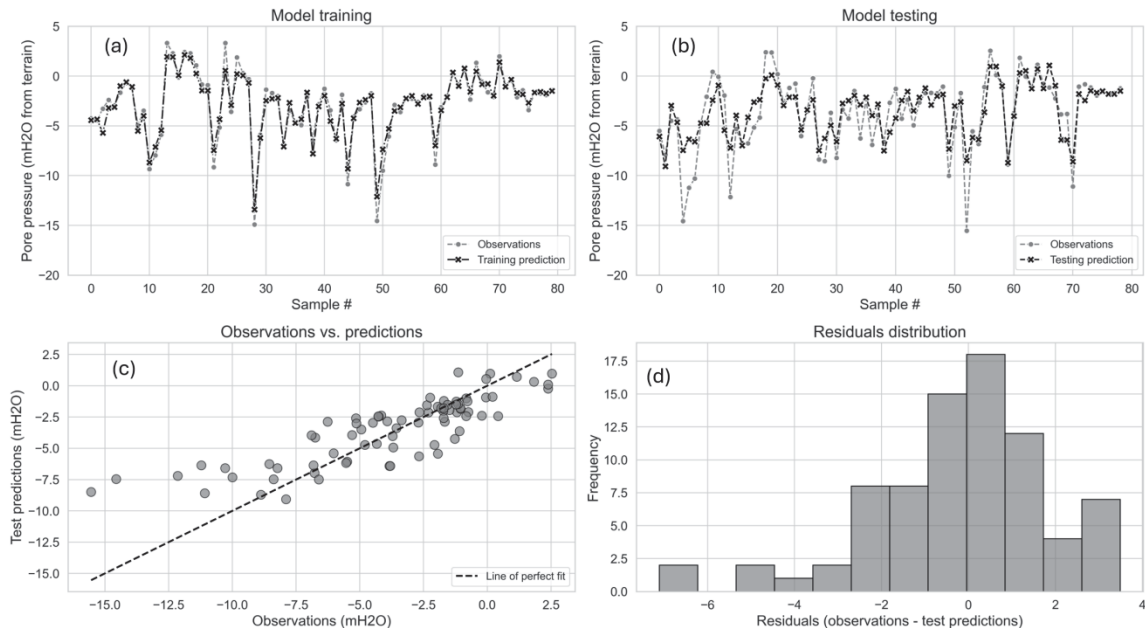 Model training
(a)
Pore pressure (mH2O from terrain)
5
0
−5
−10
−15
−20
Observations
Training prediction
0 10 20 30 40 50 60 70 80
Sample #
Model testing
(b)
Pore pressure (mH2O from terrain)
5
0
−5
−10
−15
−20
Observations
Testing prediction
0 10 20 30 40 50 60 70 80
Sample #
Observations vs. predictions
(c)
Test predictions (mH2O)
2.5
0.0
−2.5
−5.0
−7.5
−10.0
−12.5
−15.0
Line of perfect fit
−15.0 −12.5 −10.0 −7.5 −5.0 −2.5 0.0 2.5
Observations (mH2O)
Residuals distribution
(d)
Frequency
17.5
15.0
12.5
10.0
7.5
5.0
2.5
0.0
−6 −4 −2 0 2 4
Residuals (observations - test predictions)